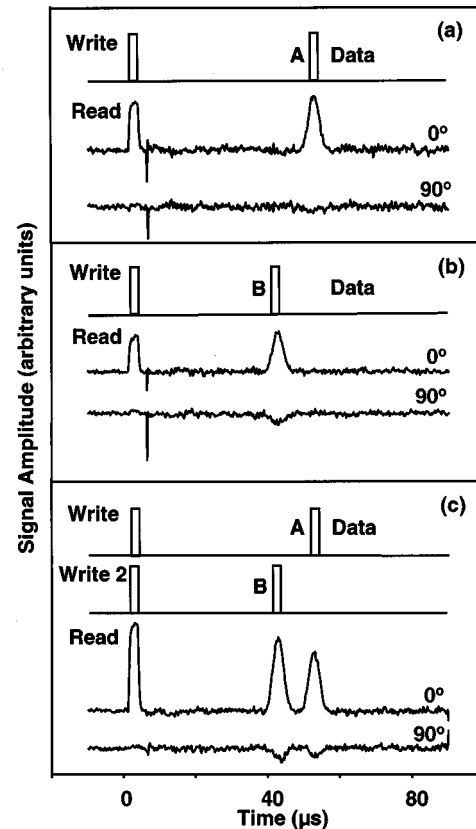 (a)
Write A Data
Read 0°
90°
(b)
Write B Data
Read 0°
90°
(c)
Write A Data
Write 2 B
Read 0°
90°
Signal Amplitude (arbitrary units)
0 40 80
Time (μs)